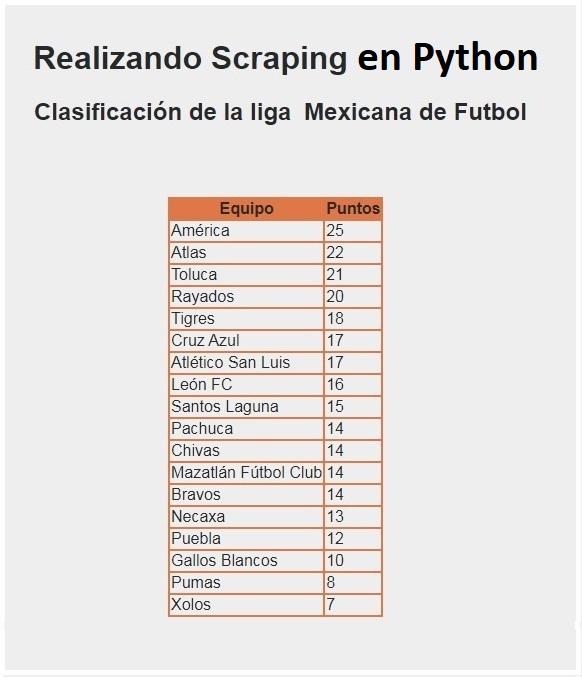 Realizando Scraping en Python
Clasificación de la liga Mexicana de Futbol
Equipo Puntos
América 25
Atlas 22
Toluca 21
Rayados 20
Tigres 18
Cruz Azul 17
Atlético San Luis 17
León FC 16
Santos Laguna 15
Pachuca 14
Chivas 14
Mazatlán Fútbol Club 14
Bravos 14
Necaxa 13
Puebla 12
Gallos Blancos 10
Pumas 8
Xolos 7